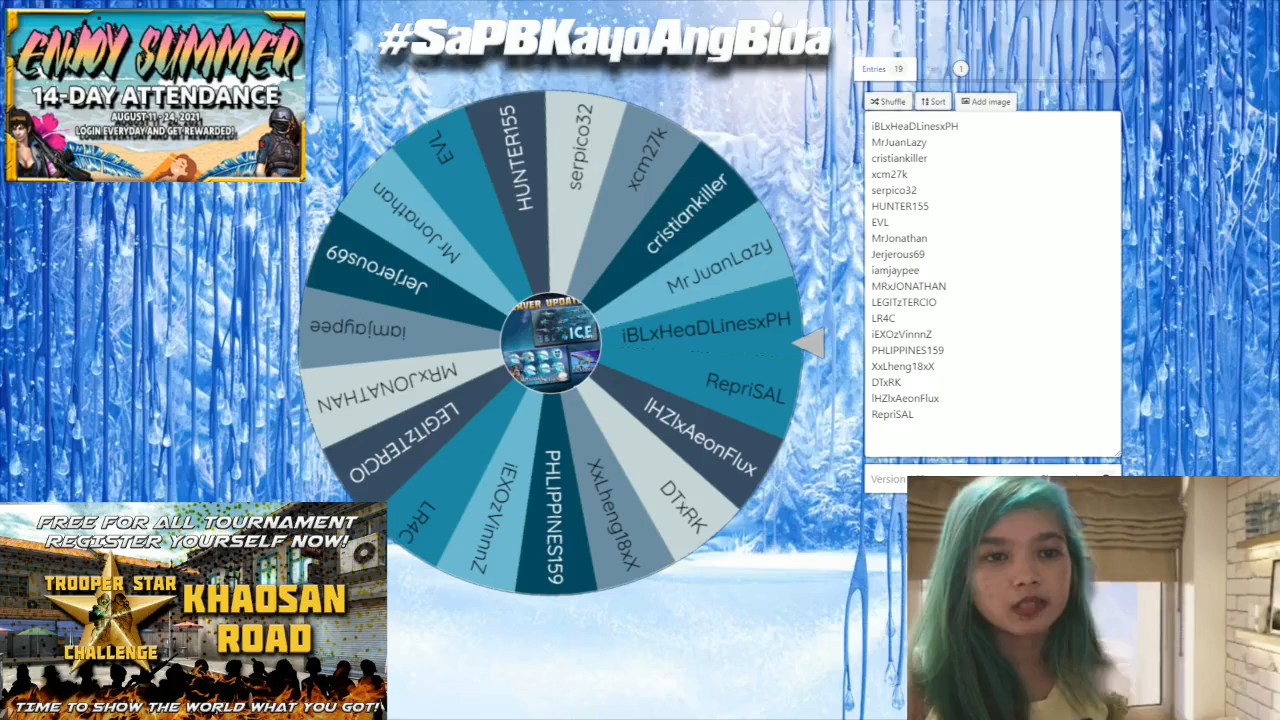 ENJOY SUMMER
14-DAY ATTENDANCE
AUGUST 11 - 24, 2021
LOGIN EVERYDAY AND GET REWARDED!
#SaPBKayoAngBida
Entries 19
1
Shuffle
Sort
Add image
iBLxHeaDLinesxPH
MrJuanLazy
cristiankiller
xcm27k
serpico32
HUNTER155
EVL
MrJonathan
Jerjerous69
iamjaypee
MRxJONATHAN
LEGITzTERCIO
LR4C
iEXOzVinnnZ
PHLIPPINES159
XxLheng18xX
DTxRK
lHZlxAeonFlux
RepriSAL
Version
serpico32
xcm27k
cristiankiller
MrJuanLazy
iBLxHeaDLinesxPH
RepriSAL
lHZlxAeonFlux
DTxRK
XxLheng18xX
PHLIPPINES159
iEXOzVinnnZ
LR4C
LEGITzTERCIO
MRxJONATHAN
iamjaypee
Jerjerous69
MrJonathan
EVL
HUNTER155
ICE
FREE FOR ALL TOURNAMENT
REGISTER YOURSELF NOW!
TROOPER STAR
CHALLENGE
KHAOSAN
ROAD
TIME TO SHOW THE WORLD WHAT YOU GOT!